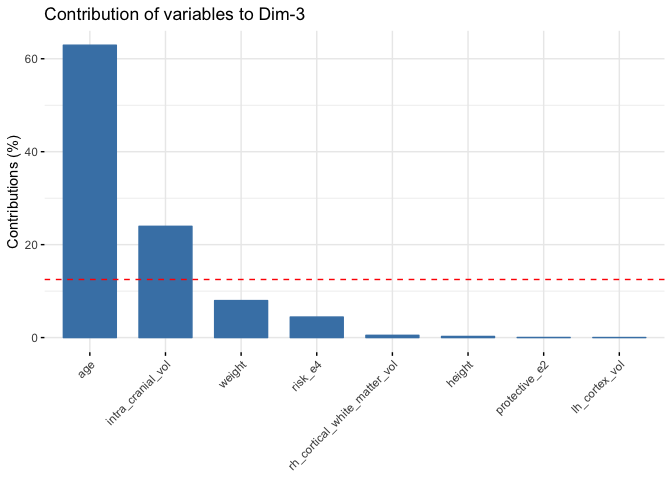 Contribution of variables to Dim-3
Contributions (%)
60
40
20
0
age
intra_cranial_vol
weight
risk_e4
rh_cortical_white_matter_vol
height
protective_e2
lh_cortex_vol